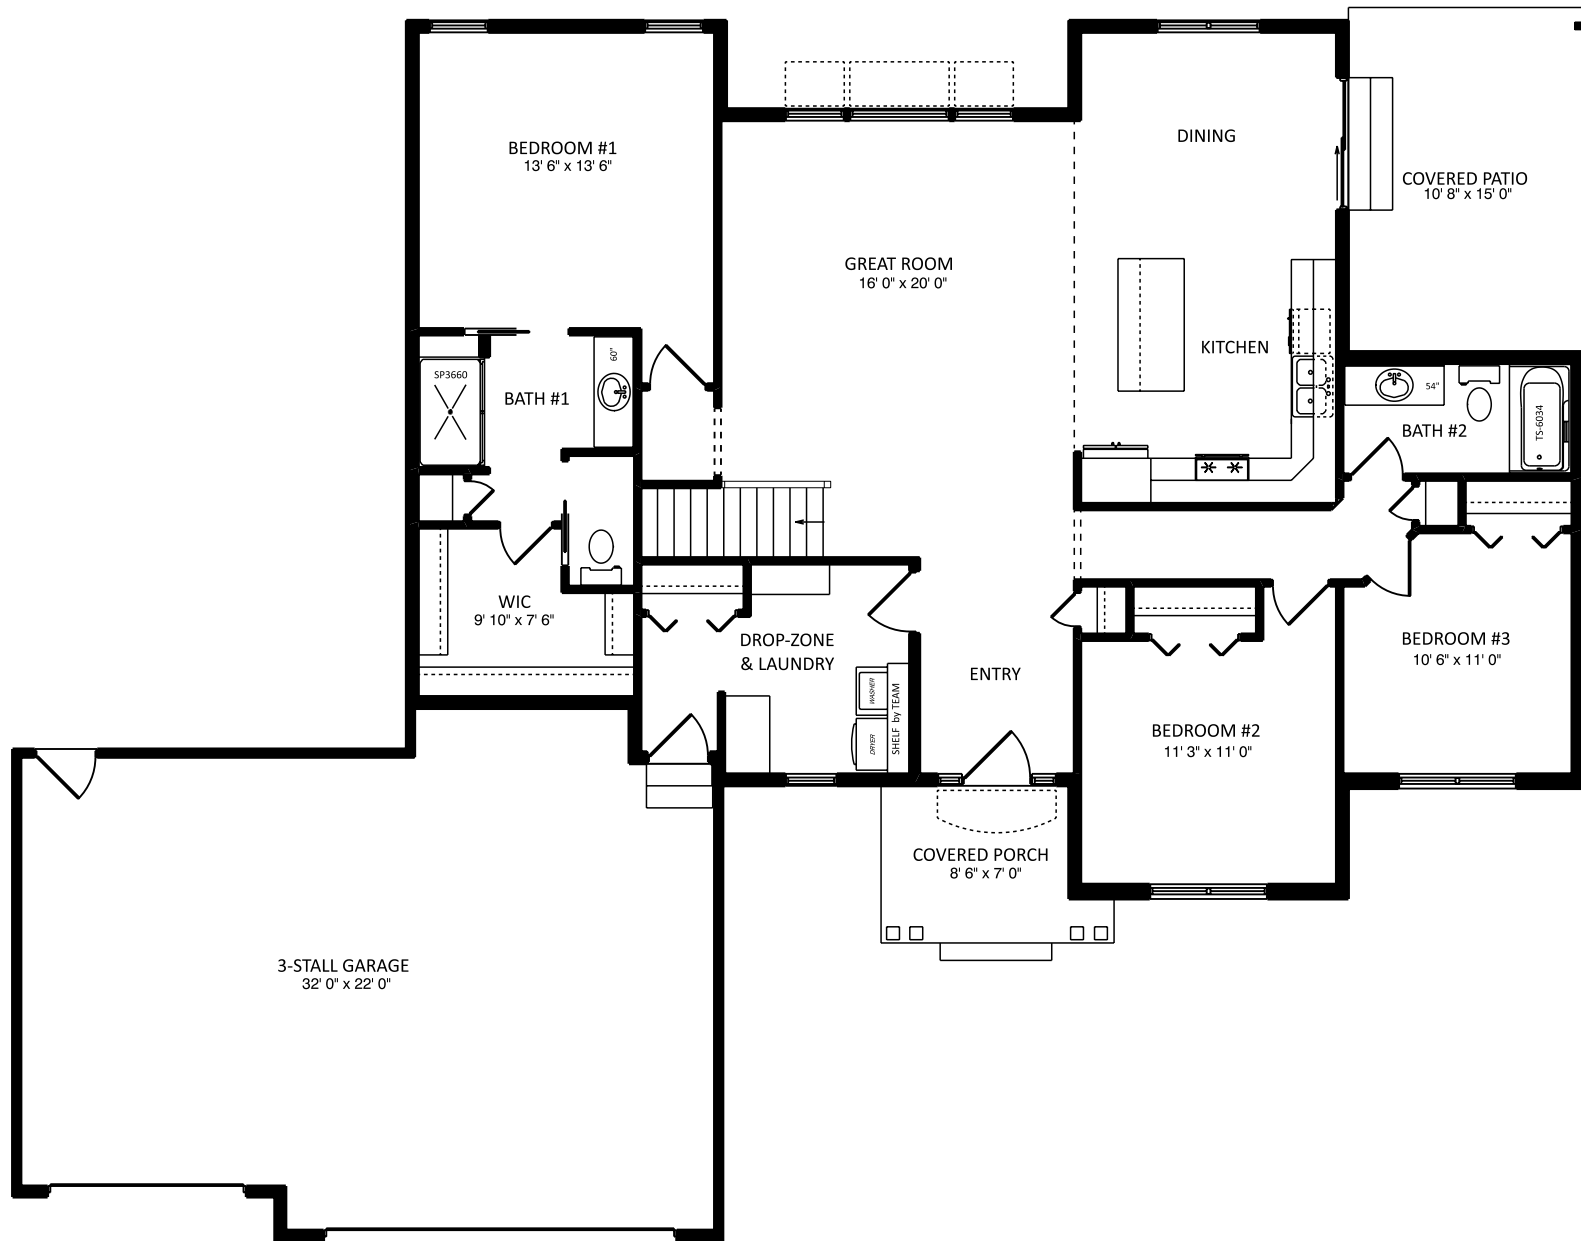 BEDROOM #1
13' 6" x 13' 6"
DINING
COVERED PATIO
10' 8" x 15' 0"
GREAT ROOM
16' 0" x 20' 0"
KITCHEN
60"
SP3660
BATH #1
54"
TS-6034
BATH #2
WIC
9' 10" x 7' 6"
DROP-ZONE
& LAUNDRY
WASHER
DRYER
SHELF by TEAM
ENTRY
BEDROOM #3
10' 6" x 11' 0"
BEDROOM #2
11' 3" x 11' 0"
COVERED PORCH
8' 6" x 7' 0"
3-STALL GARAGE
32' 0" x 22' 0"